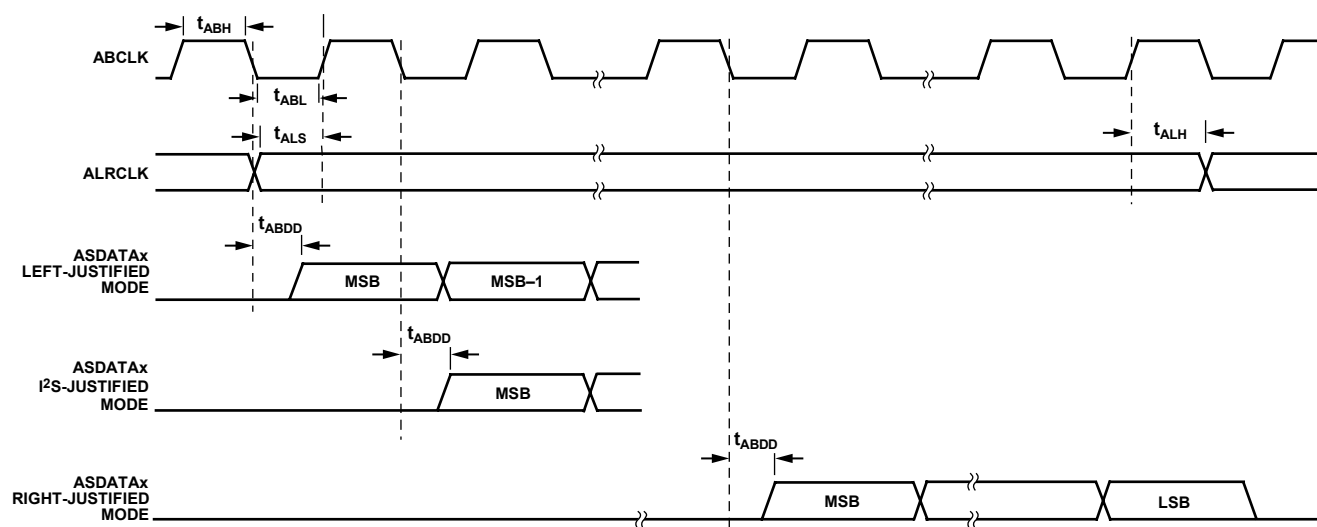 tABH
ABCLK
tABL
tALS
tALH
ALRCLK
tABDD
ASDATAx
LEFT-JUSTIFIED
MODE
MSB
MSB–1
tABDD
ASDATAx
I²S-JUSTIFIED
MODE
MSB
tABDD
ASDATAx
RIGHT-JUSTIFIED
MODE
MSB
LSB